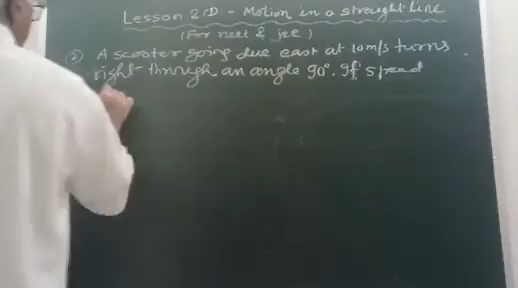 Lesson 2(1) - Motion in a straight line
(For neet & jee)
② A scooter going due east at 10m/s turns
right through an angle 90°. If speed